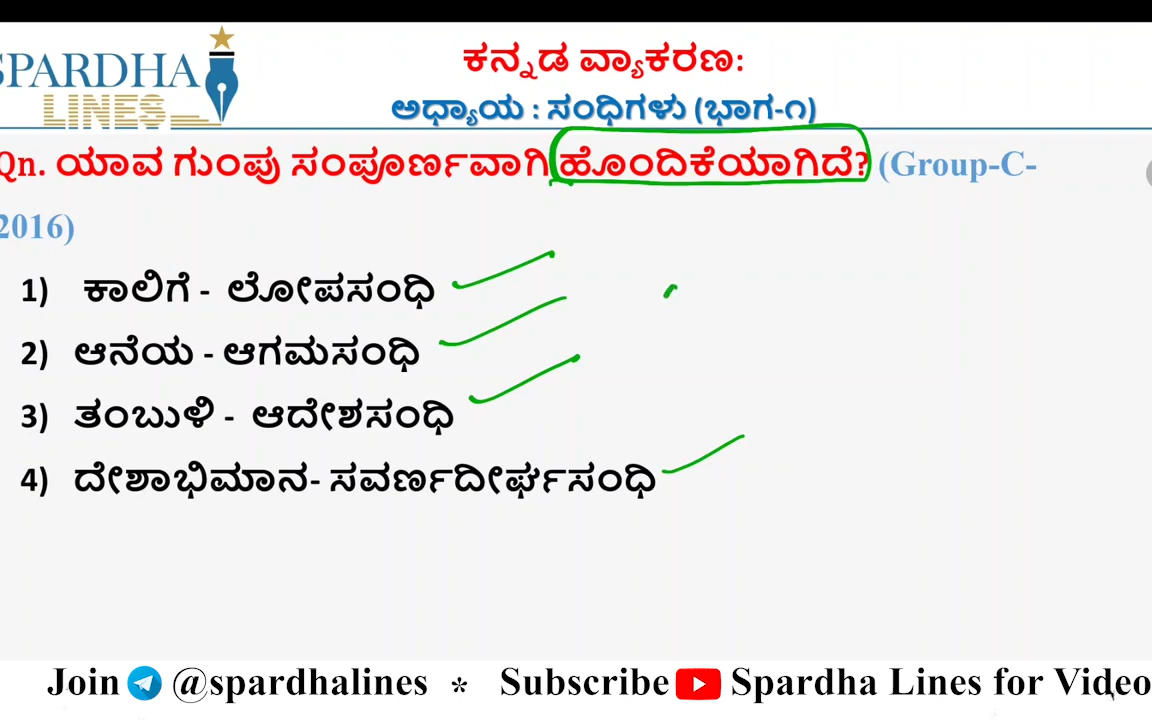 SPARDHA
LINES
ಕನ್ನಡ ವ್ಯಾಕರಣ:
ಅಧ್ಯಾಯ : ಸಂಧಿಗಳು (ಭಾಗ-೧)
Qn. ಯಾವ ಗುಂಪು ಸಂಪೂರ್ಣವಾಗಿ ಹೊಂದಿಕೆಯಾಗಿದೆ? (Group-C-
2016)
1) ಕಾಲಿಗೆ - ಲೋಪಸಂಧಿ
2) ಆನೆಯ - ಆಗಮಸಂಧಿ
3) ತಂಬುಳಿ - ಆದೇಶಸಂಧಿ
4) ದೇಶಾಭಿಮಾನ- ಸವರ್ಣದೀರ್ಘಸಂಧಿ
Join @spardhalines * Subscribe Spardha Lines for Video